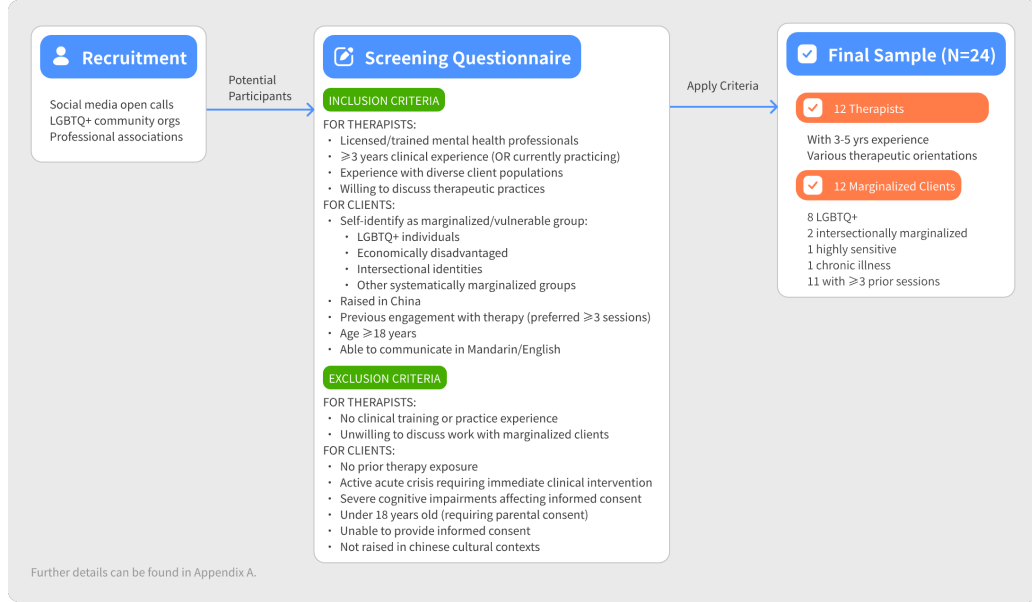 Recruitment
Social media open calls
LGBTQ+ community orgs
Professional associations
Potential
Participants
Screening Questionnaire
INCLUSION CRITERIA
FOR THERAPISTS:
· Licensed/trained mental health professionals
· ≥3 years clinical experience (OR currently practicing)
· Experience with diverse client populations
· Willing to discuss therapeutic practices
FOR CLIENTS:
· Self-identify as marginalized/vulnerable group:
· LGBTQ+ individuals
· Economically disadvantaged
· Intersectional identities
· Other systematically marginalized groups
· Raised in China
· Previous engagement with therapy (preferred ≥3 sessions)
· Age ≥18 years
· Able to communicate in Mandarin/English
EXCLUSION CRITERIA
FOR THERAPISTS:
· No clinical training or practice experience
· Unwilling to discuss work with marginalized clients
FOR CLIENTS:
· No prior therapy exposure
· Active acute crisis requiring immediate clinical intervention
· Severe cognitive impairments affecting informed consent
· Under 18 years old (requiring parental consent)
· Unable to provide informed consent
· Not raised in chinese cultural contexts
Apply Criteria
Final Sample (N=24)
12 Therapists
With 3-5 yrs experience
Various therapeutic orientations
12 Marginalized Clients
8 LGBTQ+
2 intersectionally marginalized
1 highly sensitive
1 chronic illness
11 with ≥3 prior sessions
Further details can be found in Appendix A.